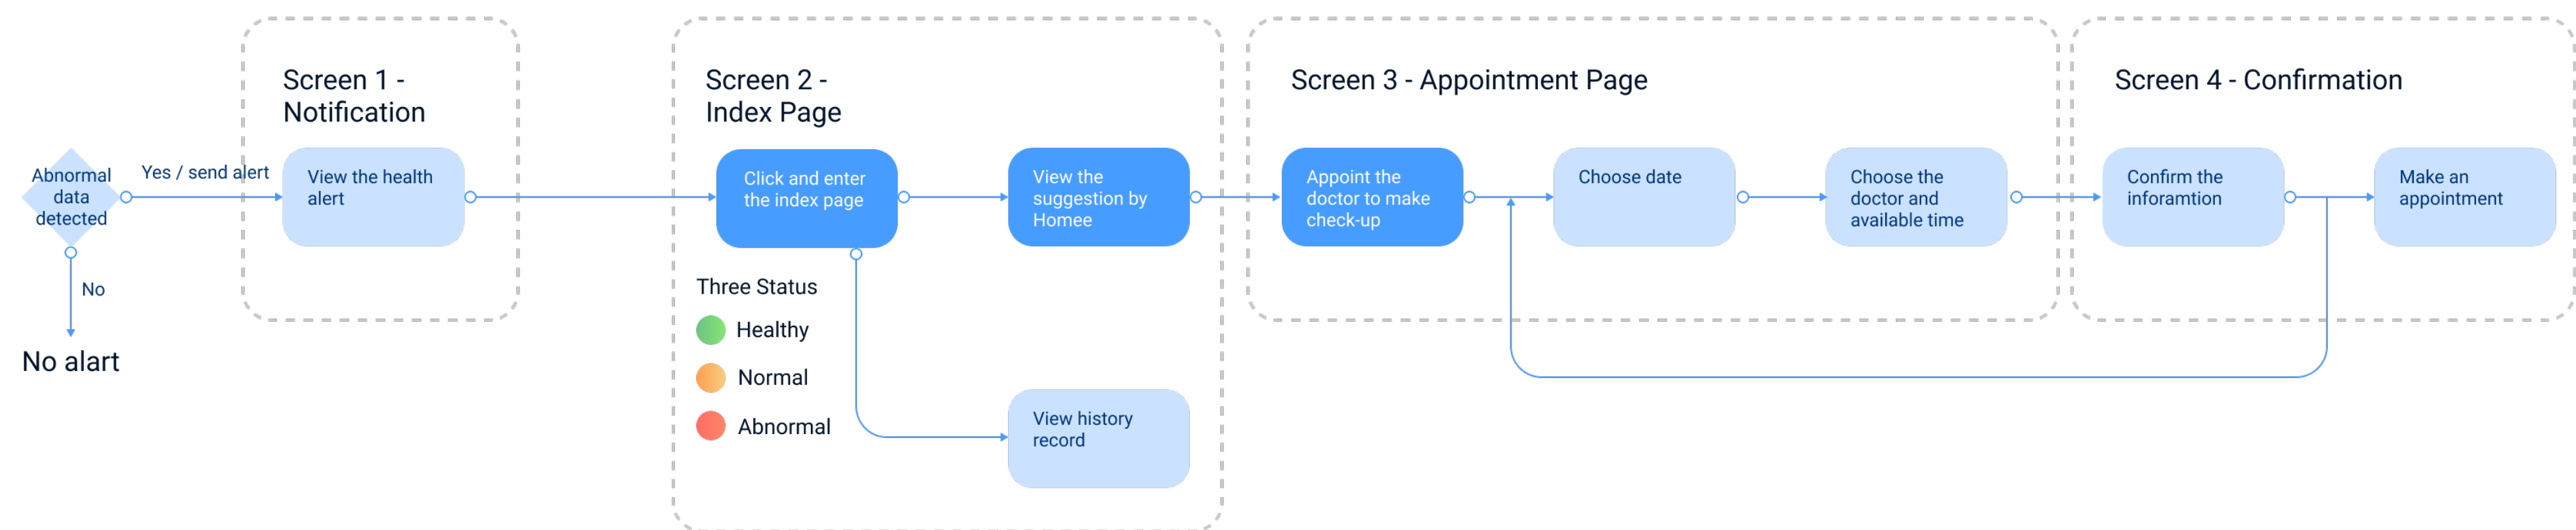 Abnormal
data
detected
Yes / send alert
No
No alart
Screen 1 -
Notification
View the health
alert
Screen 2 -
Index Page
Click and enter
the index page
View the
suggestion by
Homee
Three Status
Healthy
Normal
Abnormal
View history
record
Screen 3 - Appointment Page
Appoint the
doctor to make
check-up
Choose date
Choose the
doctor and
available time
Screen 4 - Confirmation
Confirm the
inforamtion
Make an
appointment